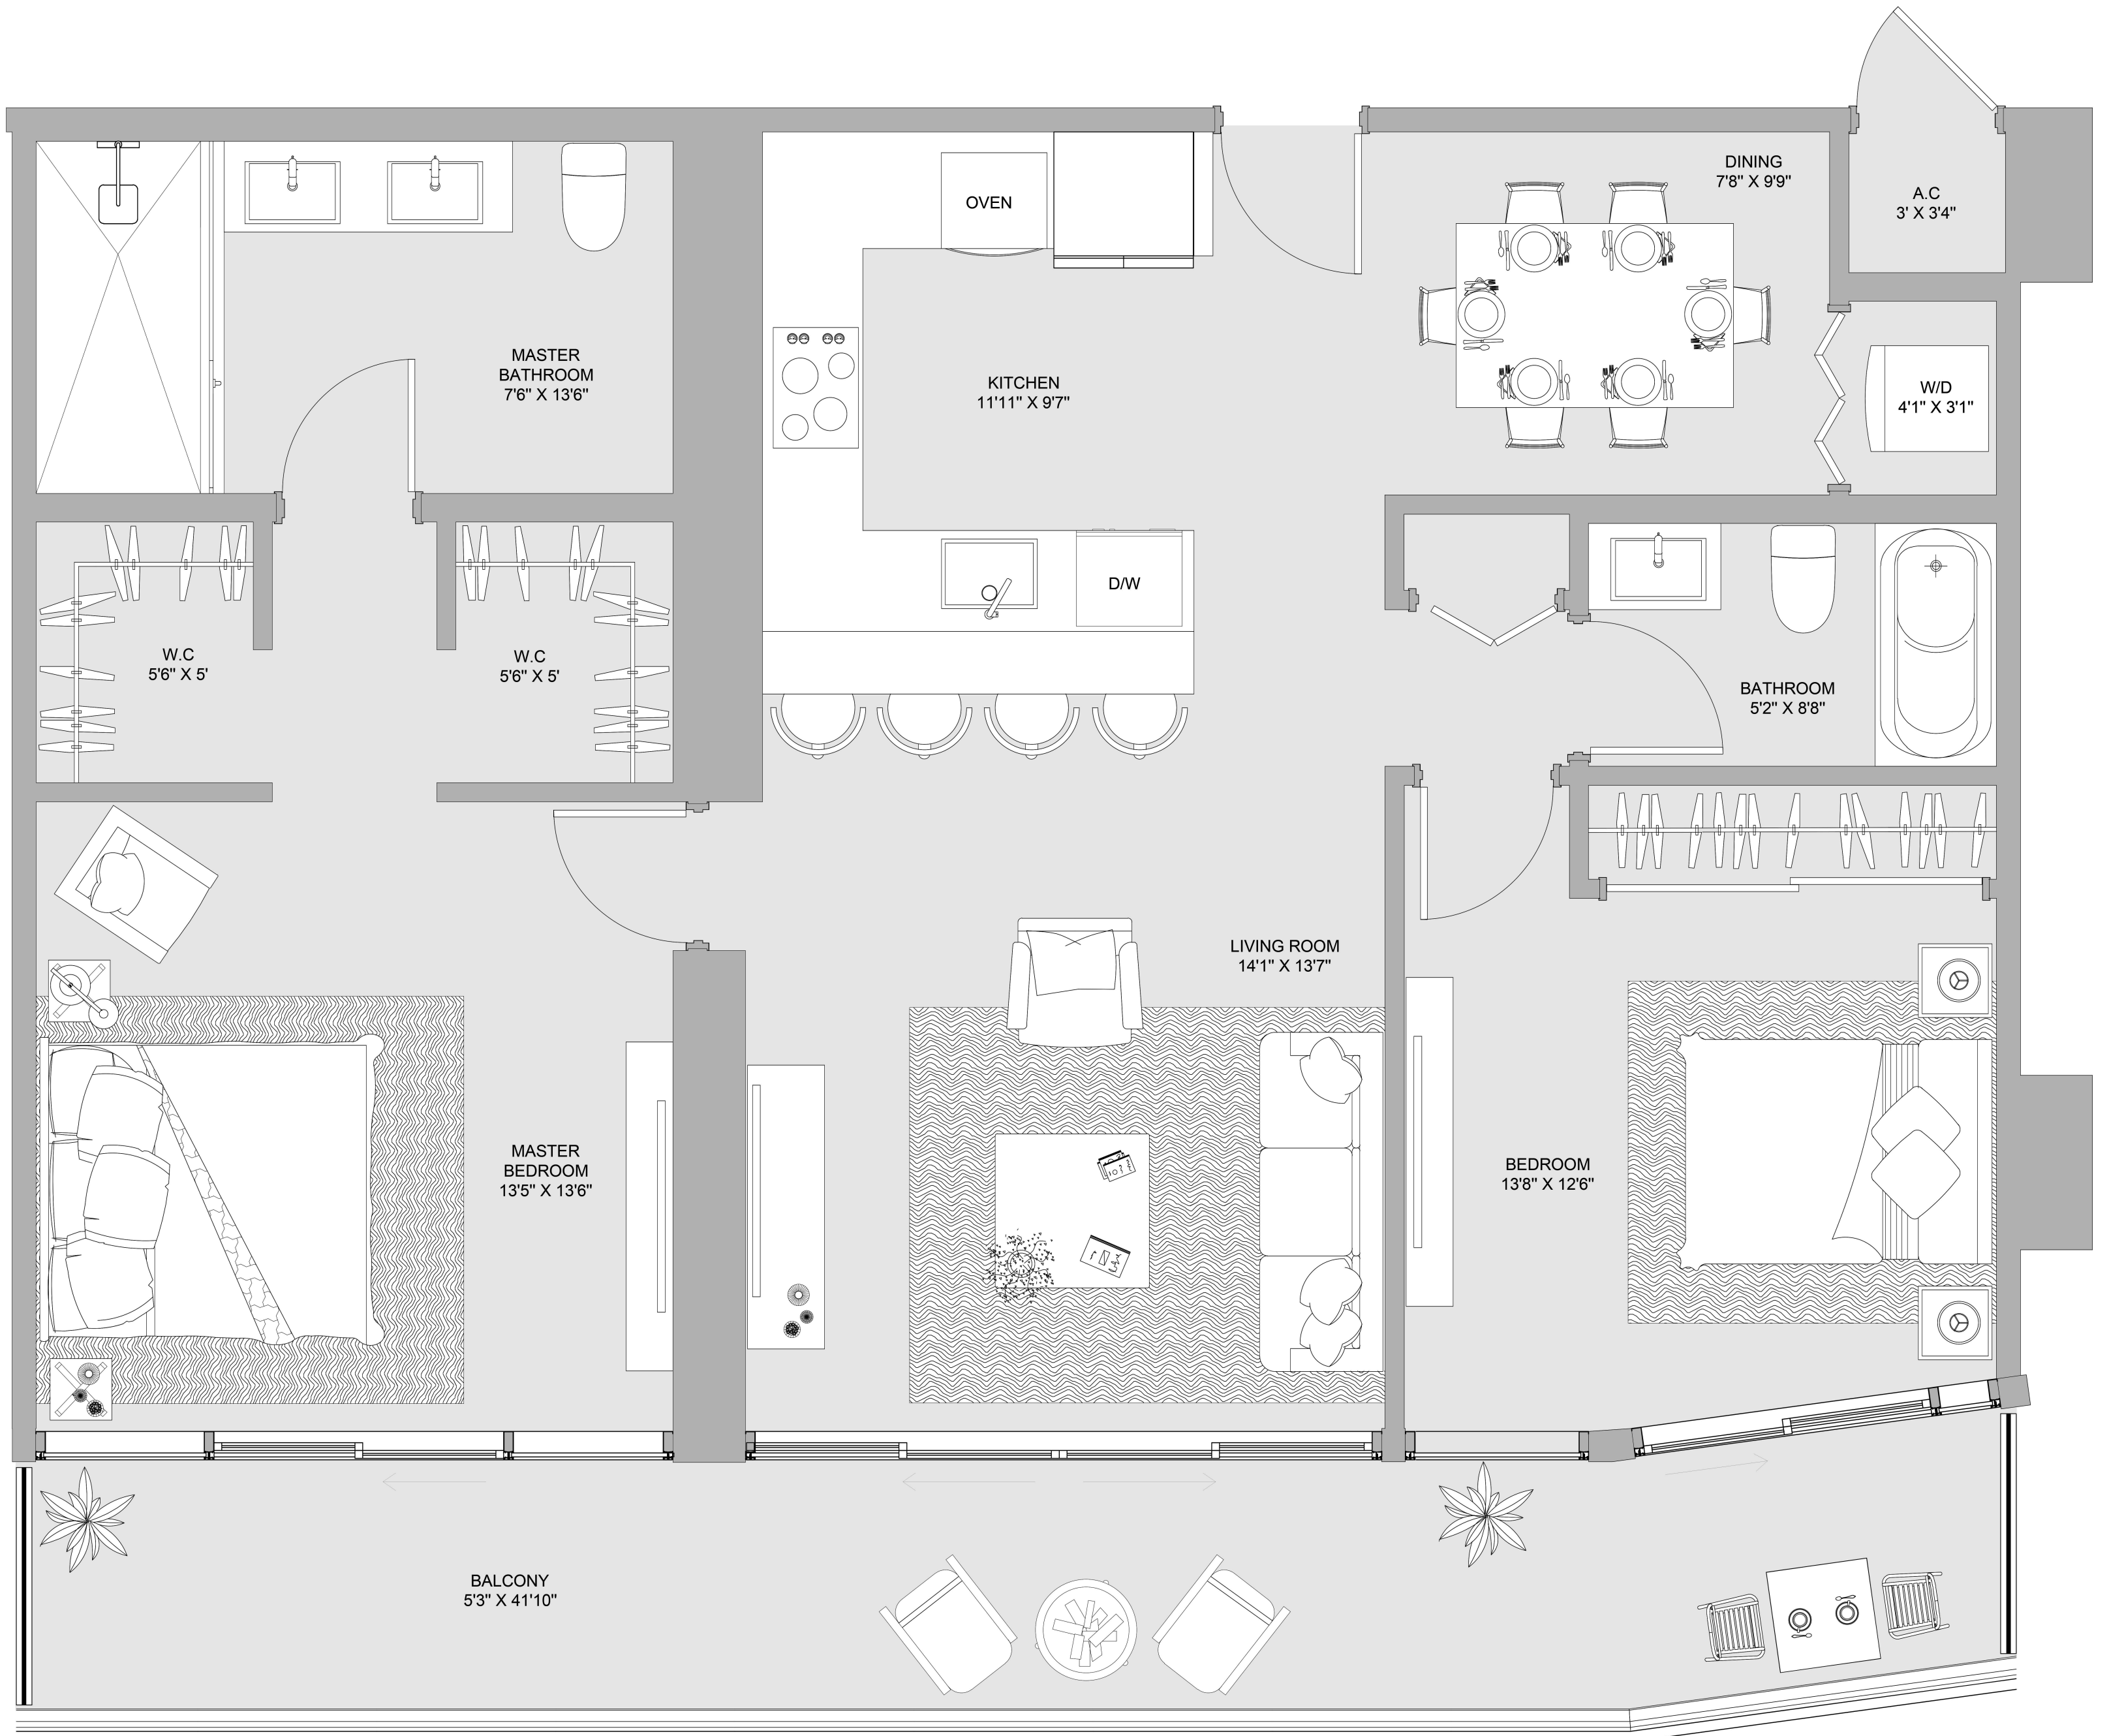 DINING
7'8" X 9'9"
A.C
3' X 3'4"
OVEN
MASTER
BATHROOM
7'6" X 13'6"
KITCHEN
11'11" X 9'7"
W/D
4'1" X 3'1"
D/W
W.C
5'6" X 5'
W.C
5'6" X 5'
BATHROOM
5'2" X 8'8"
LIVING ROOM
14'1" X 13'7"
MASTER
BEDROOM
13'5" X 13'6"
BEDROOM
13'8" X 12'6"
BALCONY
5'3" X 41'10"